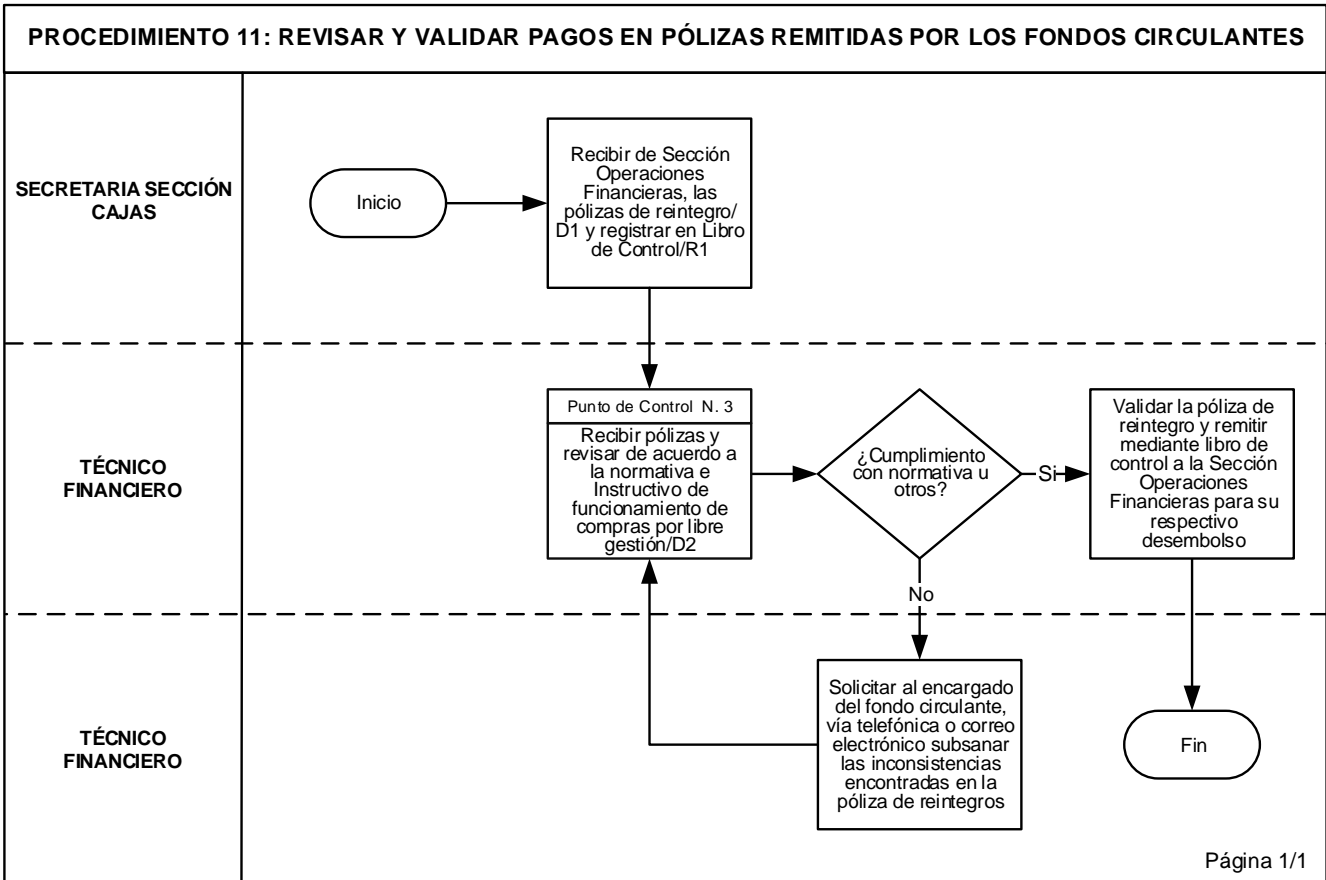 PROCEDIMIENTO 11: REVISAR Y VALIDAR PAGOS EN PÓLIZAS REMITIDAS POR LOS FONDOS CIRCULANTES
SECRETARIA SECCIÓN
CAJAS
Inicio
Recibir de Sección
Operaciones
Financieras, las
pólizas de reintegro/
D1 y registrar en Libro
de Control/R1
TÉCNICO
FINANCIERO
Punto de Control N. 3
Recibir pólizas y
revisar de acuerdo a
la normativa e
Instructivo de
funcionamiento de
compras por libre
gestión/D2
¿Cumplimiento
con normativa u
otros?
Si
No
Validar la póliza de
reintegro y remitir
mediante libro de
control a la Sección
Operaciones
Financieras para su
respectivo
desembolso
TÉCNICO
FINANCIERO
Solicitar al encargado
del fondo circulante,
vía telefónica o correo
electrónico subsanar
las inconsistencias
encontradas en la
póliza de reintegros
Fin
Página 1/1